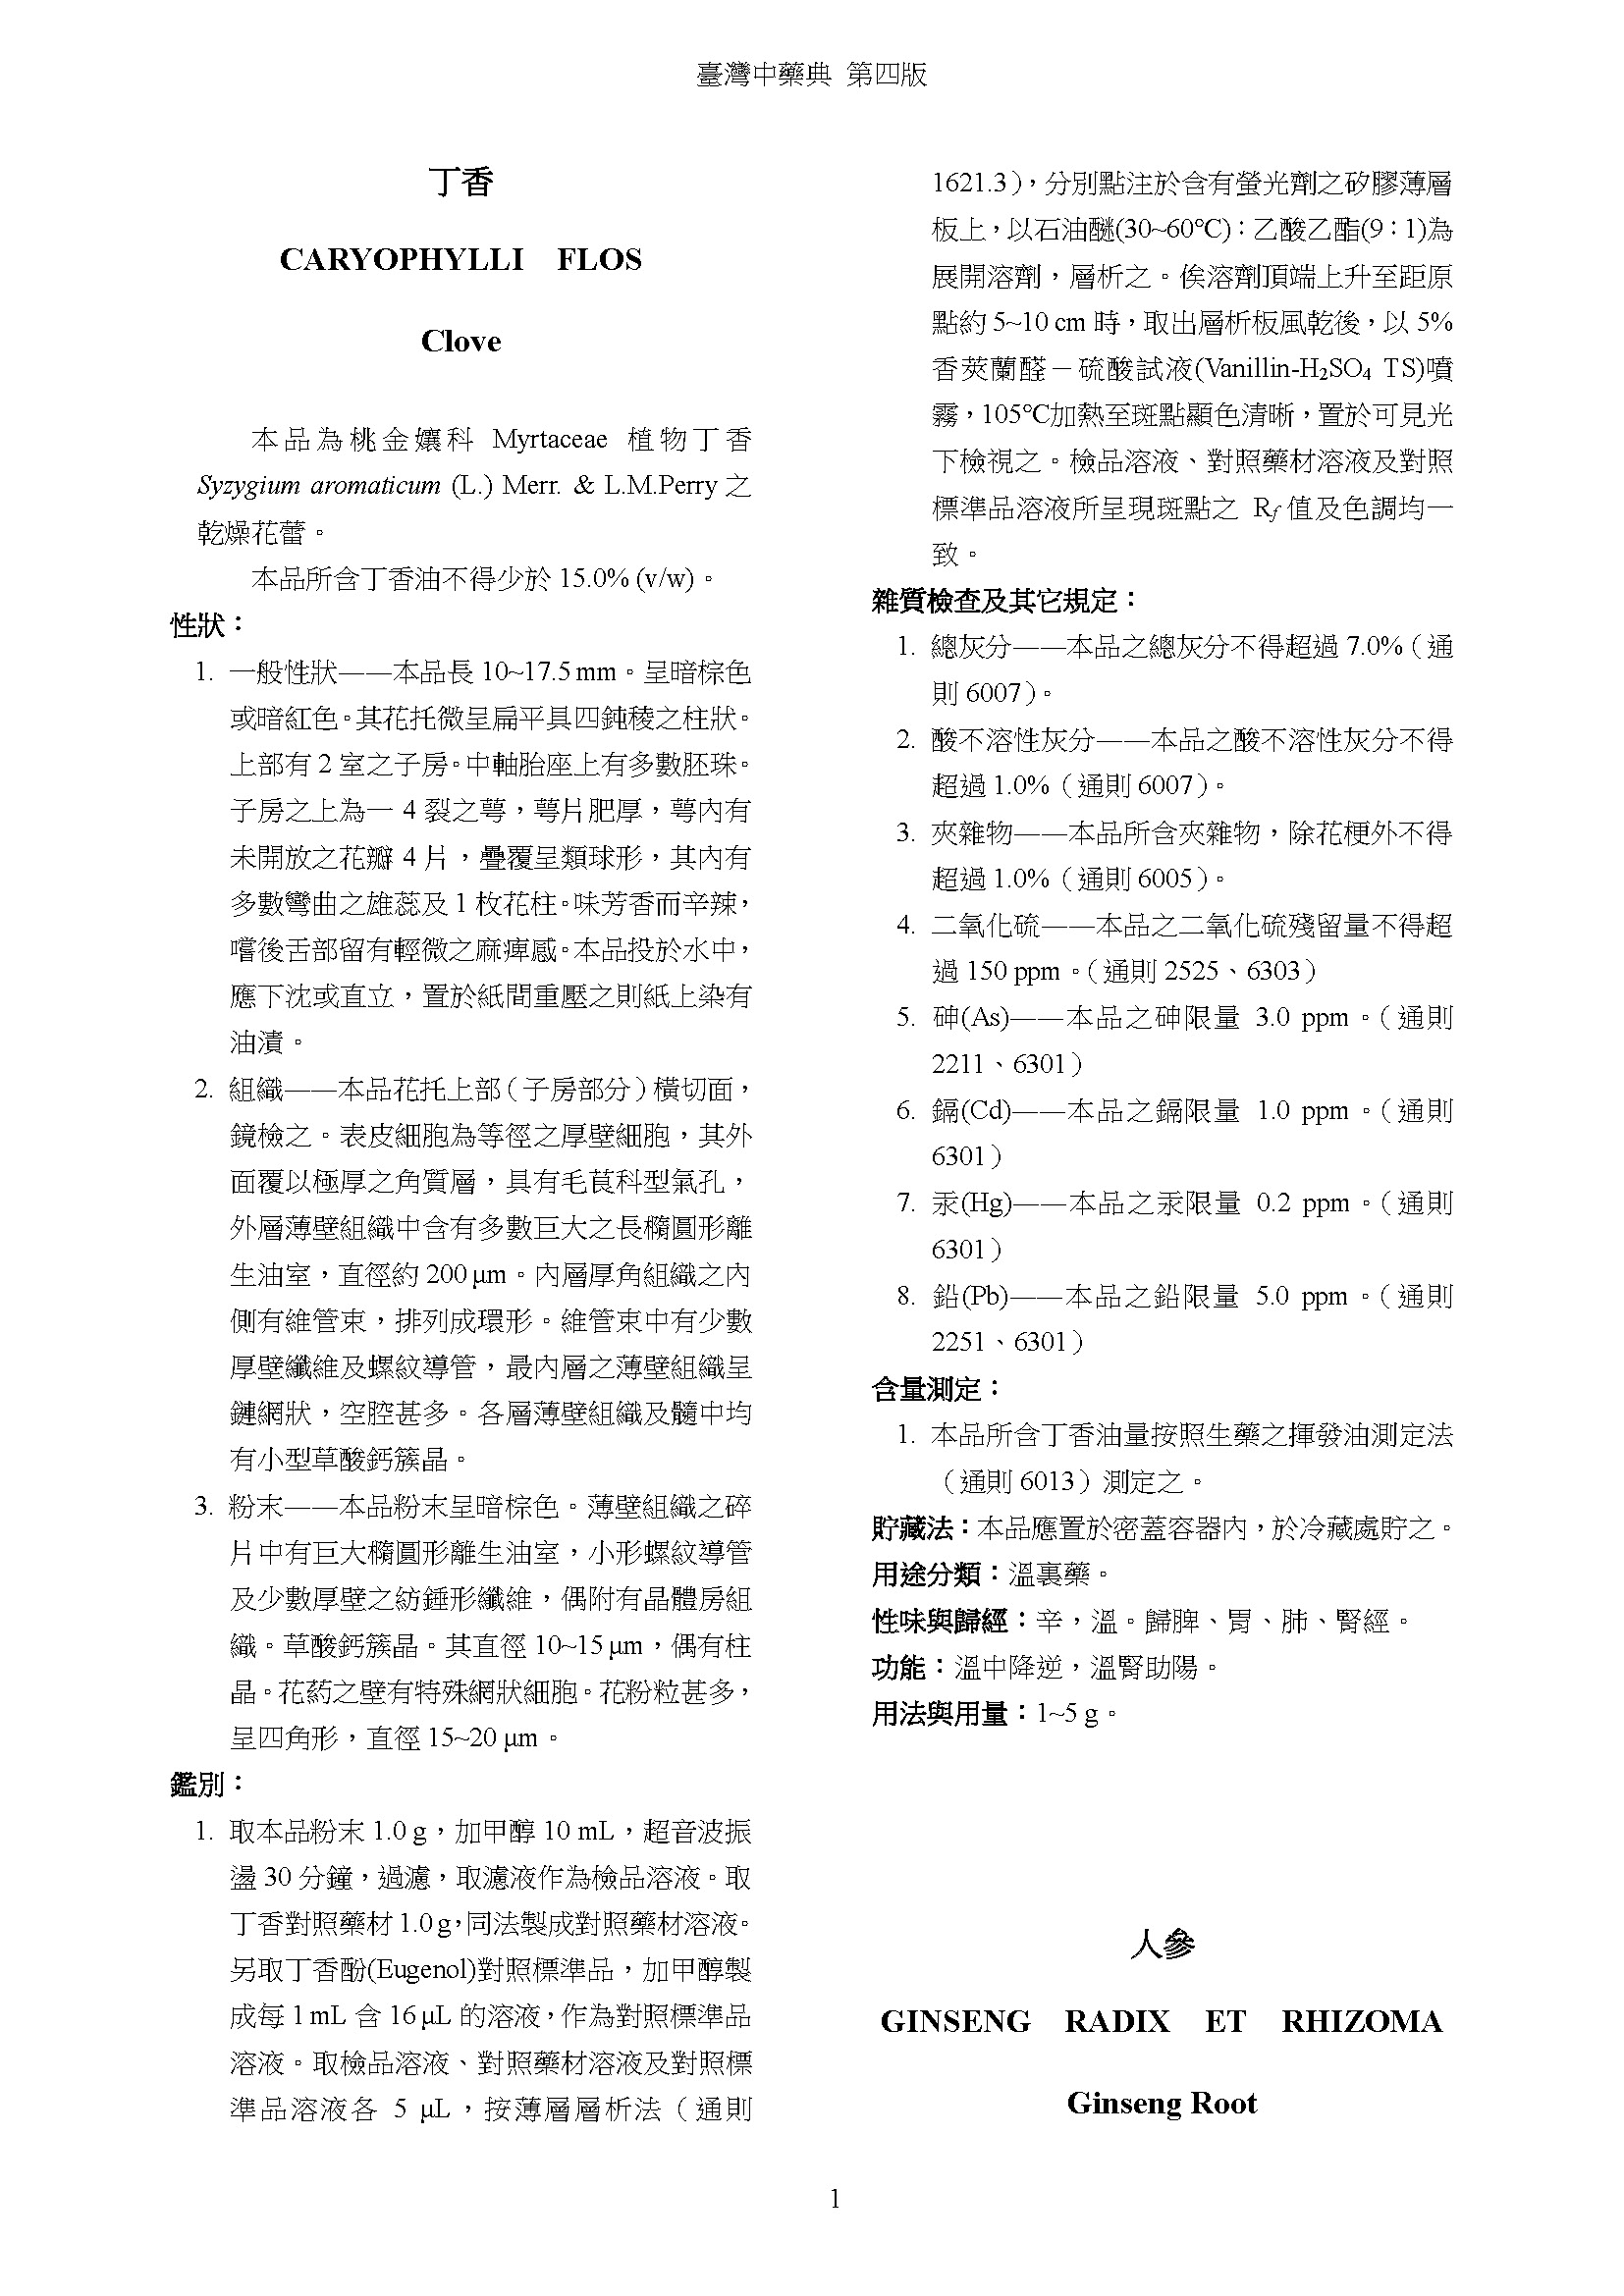 臺灣中藥典 第四版
丁香
CARYOPHYLLI FLOS
Clove
本品為桃金孃科 Myrtaceae 植物丁香
Syzygium aromaticum (L.) Merr. & L.M.Perry 之
乾燥花蕾。
本品所含丁香油不得少於 15.0% (v/w)。
性狀：
1. 一般性狀——本品長 10~17.5 mm。呈暗棕色
或暗紅色。其花托微呈扁平具四鈍稜之柱狀。
上部有 2 室之子房。中軸胎座上有多數胚珠。
子房之上為一 4 裂之萼，萼片肥厚，萼內有
未開放之花瓣 4 片，疊覆呈類球形，其內有
多數彎曲之雄蕊及 1 枚花柱。味芳香而辛辣，
嚐後舌部留有輕微之麻痺感。本品投於水中，
應下沈或直立，置於紙間重壓之則紙上染有
油漬。
2. 組織——本品花托上部（子房部分）橫切面，
鏡檢之。表皮細胞為等徑之厚壁細胞，其外
面覆以極厚之角質層，具有毛茛科型氣孔，
外層薄壁組織中含有多數巨大之長橢圓形離
生油室，直徑約 200 μm。內層厚角組織之內
側有維管束，排列成環形。維管束中有少數
厚壁纖維及螺紋導管，最內層之薄壁組織呈
鏈網狀，空腔甚多。各層薄壁組織及髓中均
有小型草酸鈣簇晶。
3. 粉末——本品粉末呈暗棕色。薄壁組織之碎
片中有巨大橢圓形離生油室，小形螺紋導管
及少數厚壁之紡錘形纖維，偶附有晶體房組
織。草酸鈣簇晶。其直徑 10~15 μm，偶有柱
晶。花葯之壁有特殊網狀細胞。花粉粒甚多，
呈四角形，直徑 15~20 μm。
鑑別：
1. 取本品粉末 1.0 g，加甲醇 10 mL，超音波振
盪 30 分鐘，過濾，取濾液作為檢品溶液。取
丁香對照藥材 1.0 g，同法製成對照藥材溶液。
另取丁香酚(Eugenol)對照標準品，加甲醇製
成每 1 mL 含 16 μL 的溶液，作為對照標準品
溶液。取檢品溶液、對照藥材溶液及對照標
準品溶液各 5 μL，按薄層層析法（通則
1621.3），分別點注於含有螢光劑之矽膠薄層
板上，以石油醚(30~60℃)：乙酸乙酯(9：1)為
展開溶劑，層析之。俟溶劑頂端上升至距原
點約 5~10 cm 時，取出層析板風乾後，以 5%
香莢蘭醛－硫酸試液(Vanillin-H₂SO₄ TS)噴
霧，105℃加熱至斑點顯色清晰，置於可見光
下檢視之。檢品溶液、對照藥材溶液及對照
標準品溶液所呈現斑點之 Rf 值及色調均一
致。
雜質檢查及其它規定：
1. 總灰分——本品之總灰分不得超過 7.0%（通
則 6007）。
2. 酸不溶性灰分——本品之酸不溶性灰分不得
超過 1.0%（通則 6007）。
3. 夾雜物——本品所含夾雜物，除花梗外不得
超過 1.0%（通則 6005）。
4. 二氧化硫——本品之二氧化硫殘留量不得超
過 150 ppm。（通則 2525、6303）
5. 砷(As)——本品之砷限量 3.0 ppm。（通則
2211、6301）
6. 鎘(Cd)——本品之鎘限量 1.0 ppm。（通則
6301）
7. 汞(Hg)——本品之汞限量 0.2 ppm。（通則
6301）
8. 鉛(Pb)——本品之鉛限量 5.0 ppm。（通則
2251、6301）
含量測定：
1. 本品所含丁香油量按照生藥之揮發油測定法
（通則 6013）測定之。
貯藏法：本品應置於密蓋容器內，於冷藏處貯之。
用途分類：溫裏藥。
性味與歸經：辛，溫。歸脾、胃、肺、腎經。
功能：溫中降逆，溫腎助陽。
用法與用量：1~5 g。
人參
GINSENG RADIX ET RHIZOMA
Ginseng Root
1